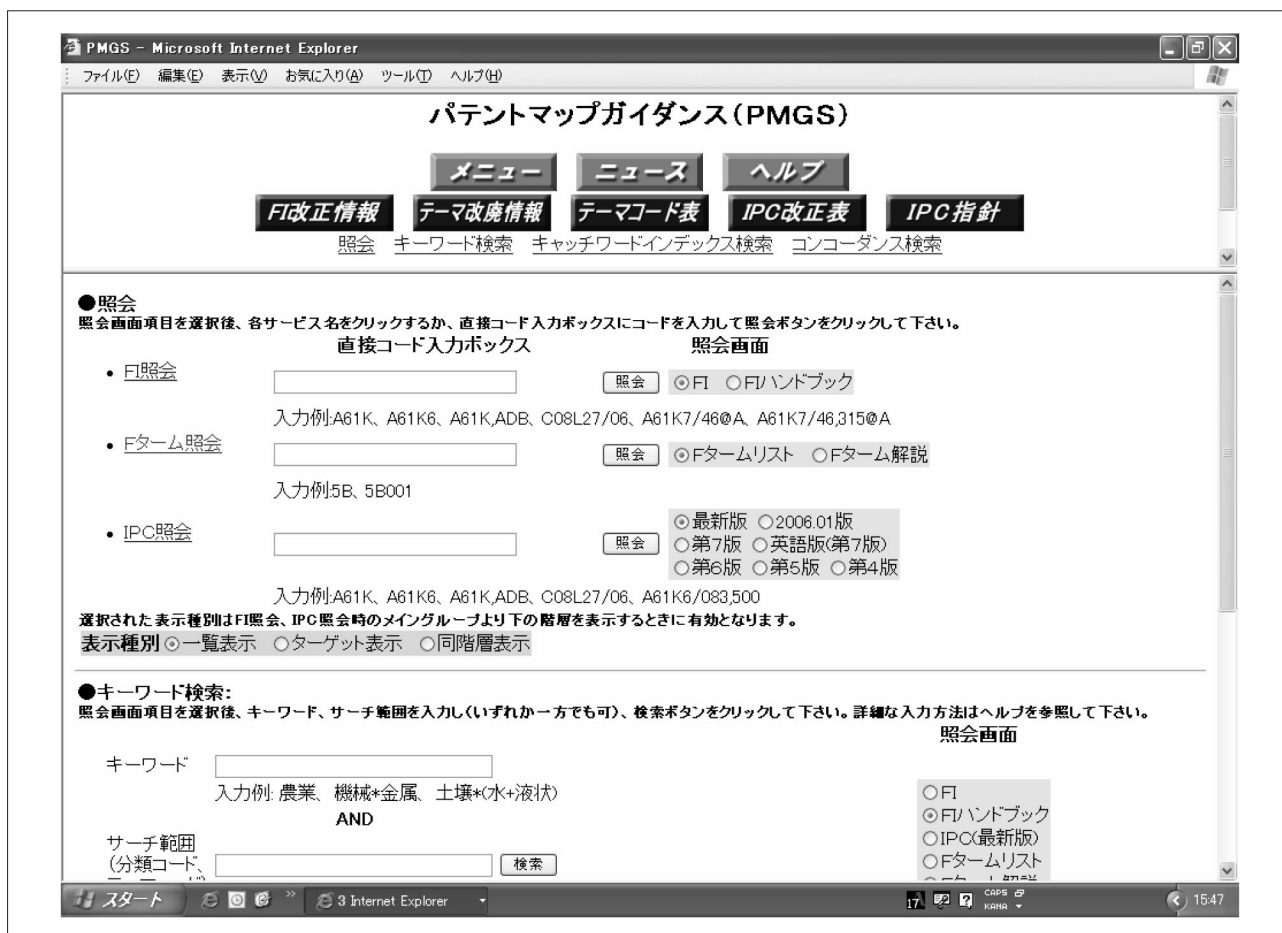 PMGS - Microsoft Internet Explorer
ファイル(F) 編集(E) 表示(V) お気に入り(A) ツール(T) ヘルプ(H)
パテントマップガイダンス(PMGS)
メニュー ニュース ヘルプ
FI改正情報 テーマ改廃情報 テーマコード表 IPC改正表 IPC指針
照会 キーワード検索 キャッチワードインデックス検索 コンコーダンス検索
●照会
照会画面項目を選択後、各サービス名をクリックするか、直接コード入力ボックスにコードを入力して照会ボタンをクリックして下さい。
直接コード入力ボックス 照会画面
• FI照会 照会 FI FIハンドブック
入力例:A61K、A61K6、A61K,ADB、C08L27/06、A61K7/46@A、A61K7/46,315@A
• Fターム照会 照会 Fタームリスト Fターム解説
入力例:5B、5B001
最新版 2006.01版
• IPC照会 照会 第7版 英語版(第7版)
第6版 第5版 第4版
入力例:A61K、A61K6、A61K,ADB、C08L27/06、A61K6/083,500
選択された表示種別はFI照会、IPC照会時のメイングループより下の階層を表示するときに有効となります。
表示種別 一覧表示 ターゲット表示 同階層表示
●キーワード検索:
照会画面項目を選択後、キーワード、サーチ範囲を入力し(いずれか一方でも可)、検索ボタンをクリックして下さい。詳細な入力方法はヘルプを参照して下さい。
照会画面
キーワード
入力例: 農業、機械*金属、土壌*(水+液状)
AND
サーチ範囲
(分類コード、
検索
FI
FIハンドブック
IPC(最新版)
Fタームリスト
スタート 3 Internet Explorer 17 CAPS KANA 15:47